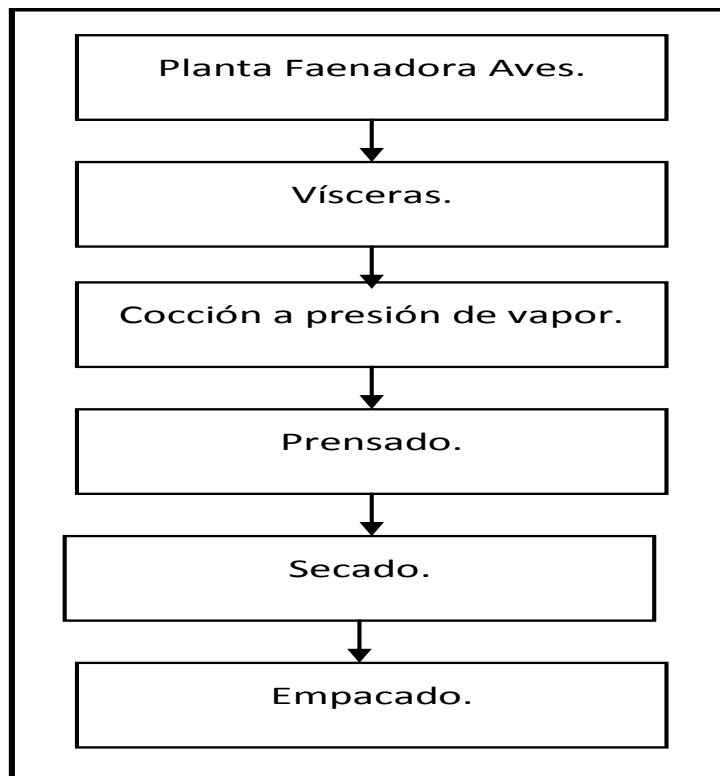 Planta Faenadora Aves.
Vísceras.
Cocción a presión de vapor.
Prensado.
Secado.
Empacado.